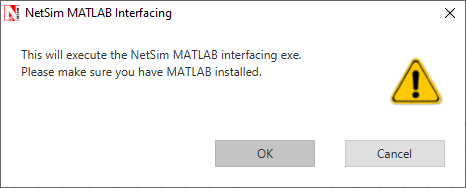 NetSim MATLAB Interfacing
This will execute the NetSim MATLAB interfacing exe.
Please make sure you have MATLAB installed.
OK
Cancel